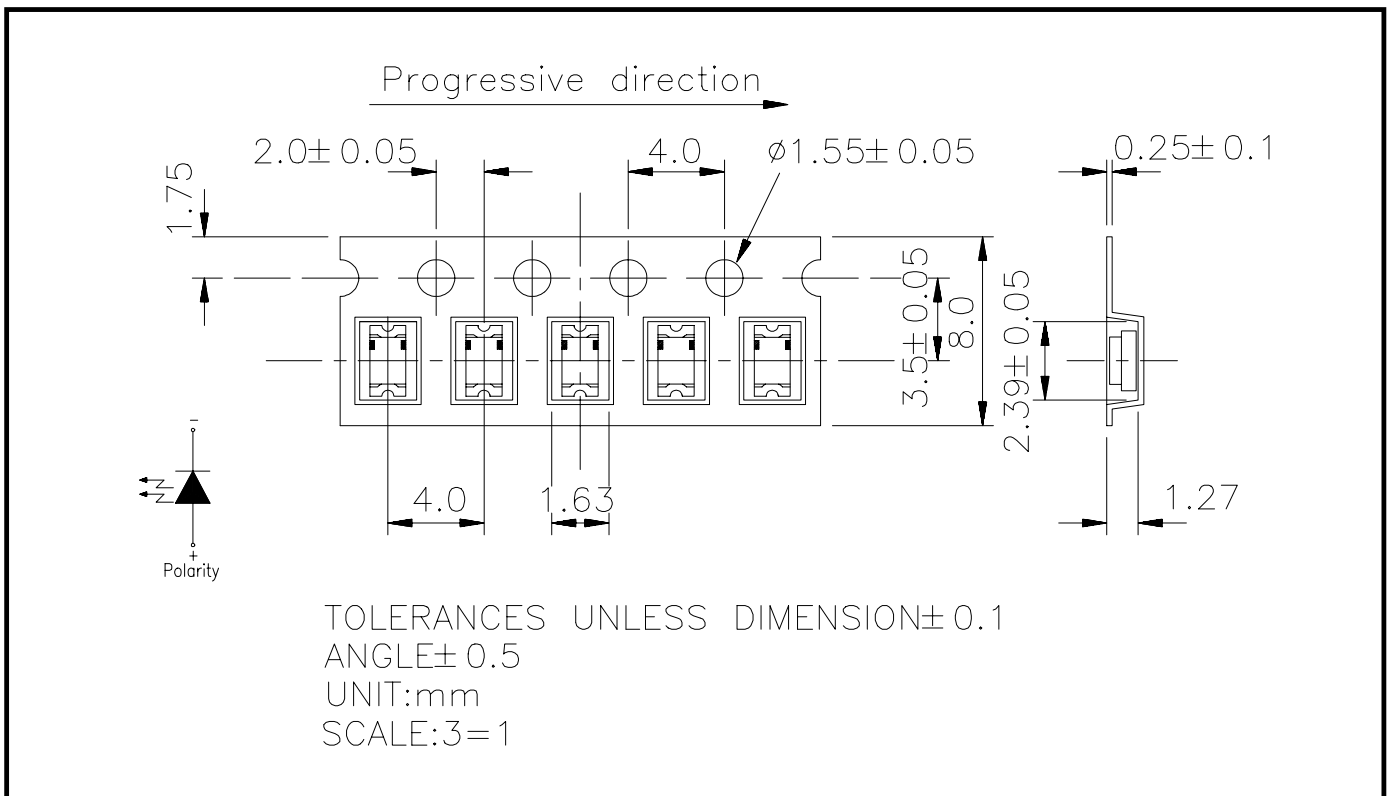 Progressive direction
2.0±0.05
4.0
ø1.55±0.05
0.25±0.1
1.75
3.5±0.05
8.0
2.39±0.05
4.0
1.63
1.27
-
+
Polarity
TOLERANCES UNLESS DIMENSION±0.1
ANGLE±0.5
UNIT:mm
SCALE:3=1